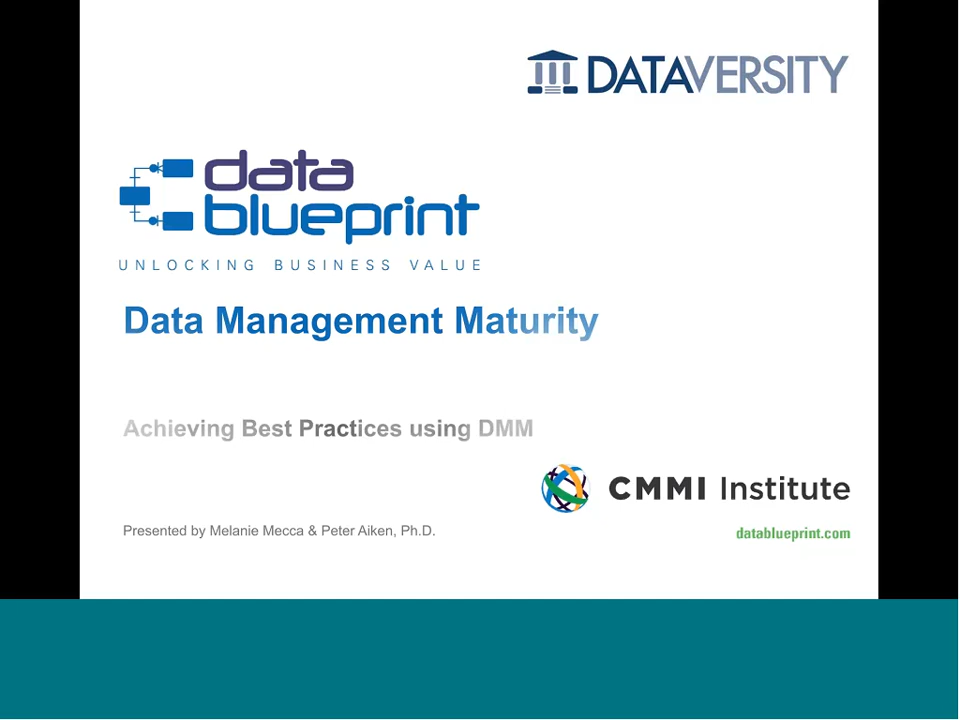 DATAVERSITY
data
blueprint
UNLOCKING BUSINESS VALUE
Data Management Maturity
Achieving Best Practices using DMM
CMMI Institute
Presented by Melanie Mecca & Peter Aiken, Ph.D.
datablueprint.com